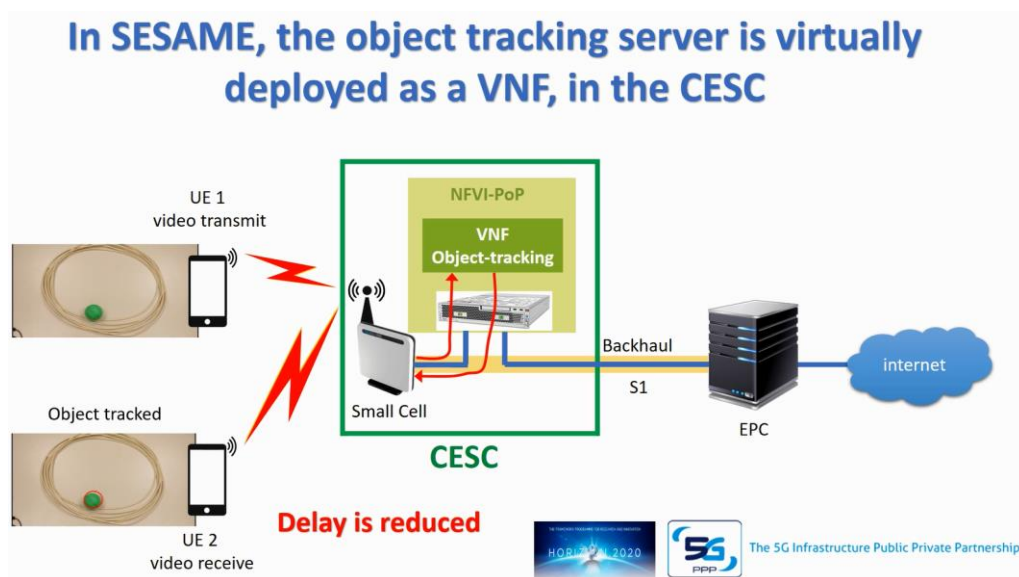 In SESAME, the object tracking server is virtually
deployed as a VNF, in the CESC
UE 1
video transmit
NFVI-PoP
VNF
Object-tracking
Small Cell
CESC
Backhaul
S1
EPC
internet
Object tracked
UE 2
video receive
Delay is reduced
HORIZON 2020
5G
PPP
The 5G Infrastructure Public Private Partnership